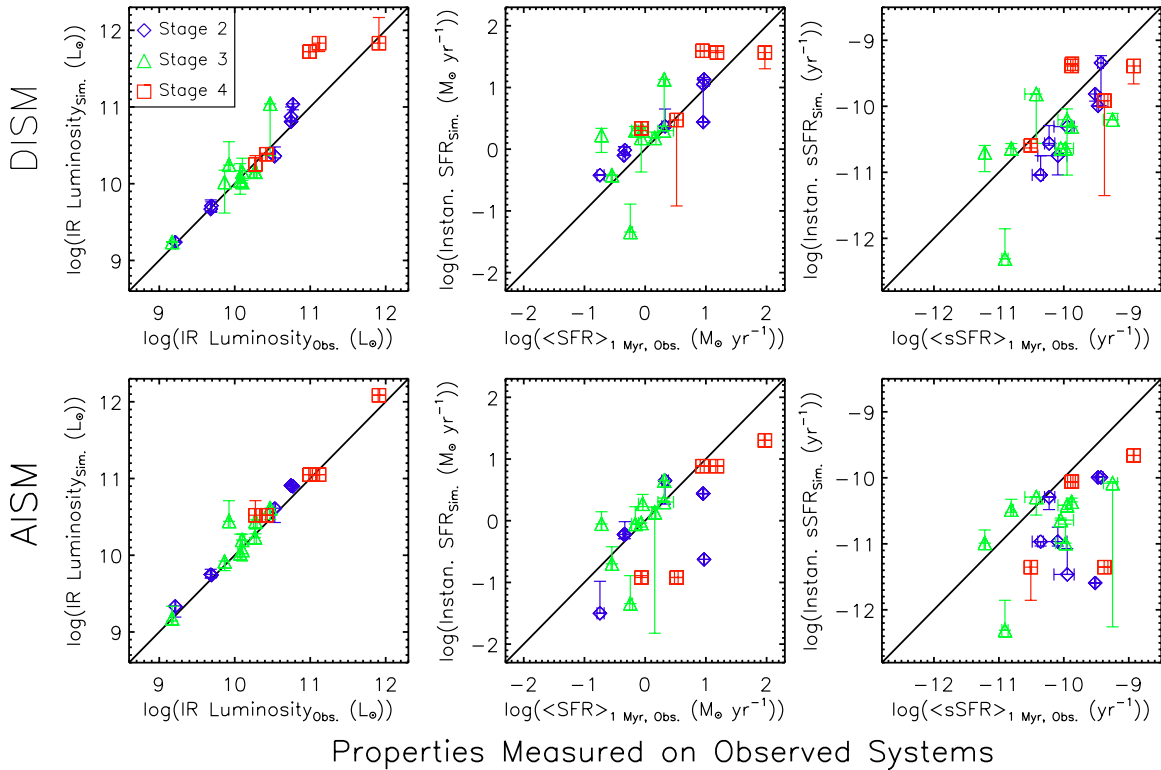 DISM
log(IR Luminosity_Sim. (L☉))
12
11
10
9
Stage 2
Stage 3
Stage 4
9 10 11 12
log(IR Luminosity_Obs. (L☉))
log(Instan. SFR_Sim. (M☉ yr⁻¹))
2
1
0
−1
−2
−2 −1 0 1 2
log(<SFR>_1 Myr, Obs. (M☉ yr⁻¹))
log(Instan. sSFR_Sim. (yr⁻¹))
−9
−10
−11
−12
−12 −11 −10 −9
log(<sSFR>_1 Myr, Obs. (yr⁻¹))
AISM
log(IR Luminosity_Sim. (L☉))
12
11
10
9
9 10 11 12
log(IR Luminosity_Obs. (L☉))
log(Instan. SFR_Sim. (M☉ yr⁻¹))
2
1
0
−1
−2
−2 −1 0 1 2
log(<SFR>_1 Myr, Obs. (M☉ yr⁻¹))
log(Instan. sSFR_Sim. (yr⁻¹))
−9
−10
−11
−12
−12 −11 −10 −9
log(<sSFR>_1 Myr, Obs. (yr⁻¹))
Properties Measured on Observed Systems